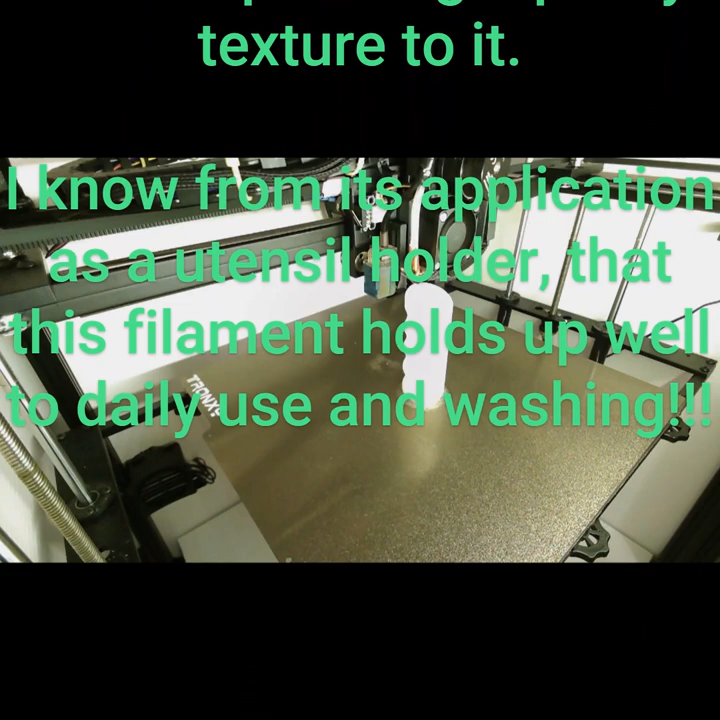 texture to it.
I know from its application
as a utensil holder, that
this filament holds up well
to daily use and washing!!!